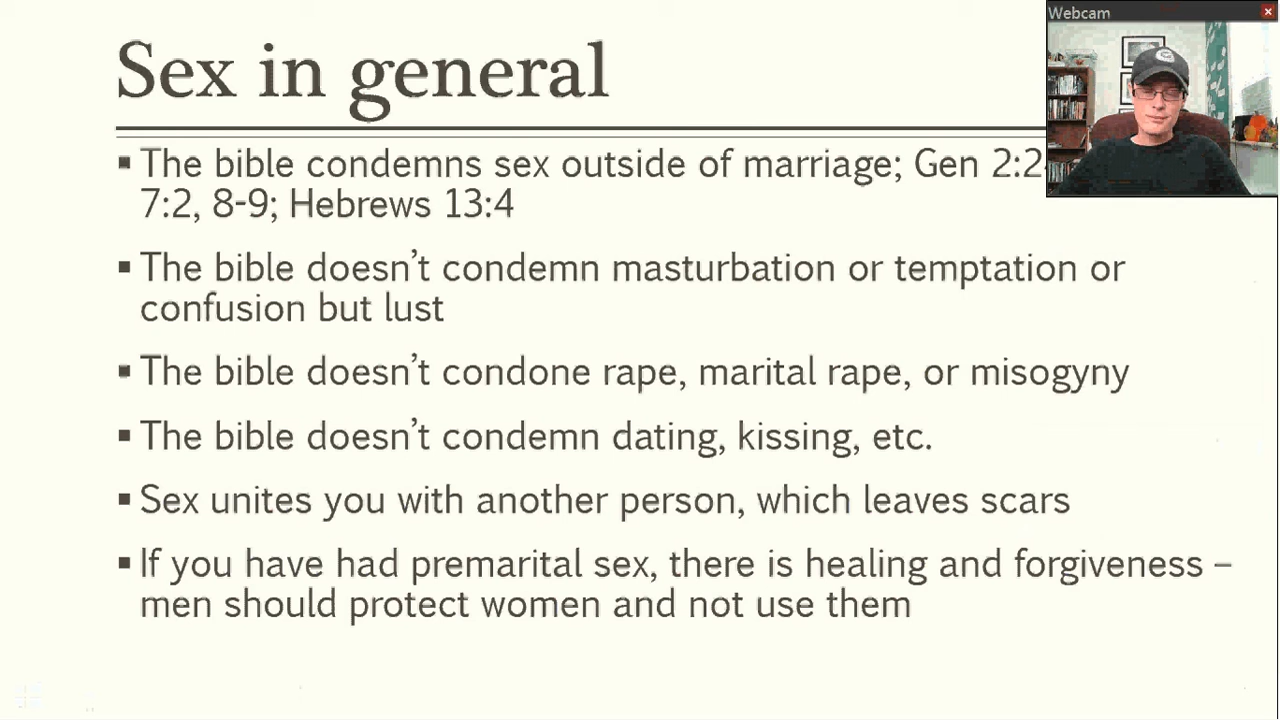 Sex in general
Webcam
▪ The bible condemns sex outside of marriage; Gen 2:2
7:2, 8-9; Hebrews 13:4
▪ The bible doesn't condemn masturbation or temptation or
confusion but lust
▪ The bible doesn't condone rape, marital rape, or misogyny
▪ The bible doesn't condemn dating, kissing, etc.
▪ Sex unites you with another person, which leaves scars
▪ If you have had premarital sex, there is healing and forgiveness –
men should protect women and not use them